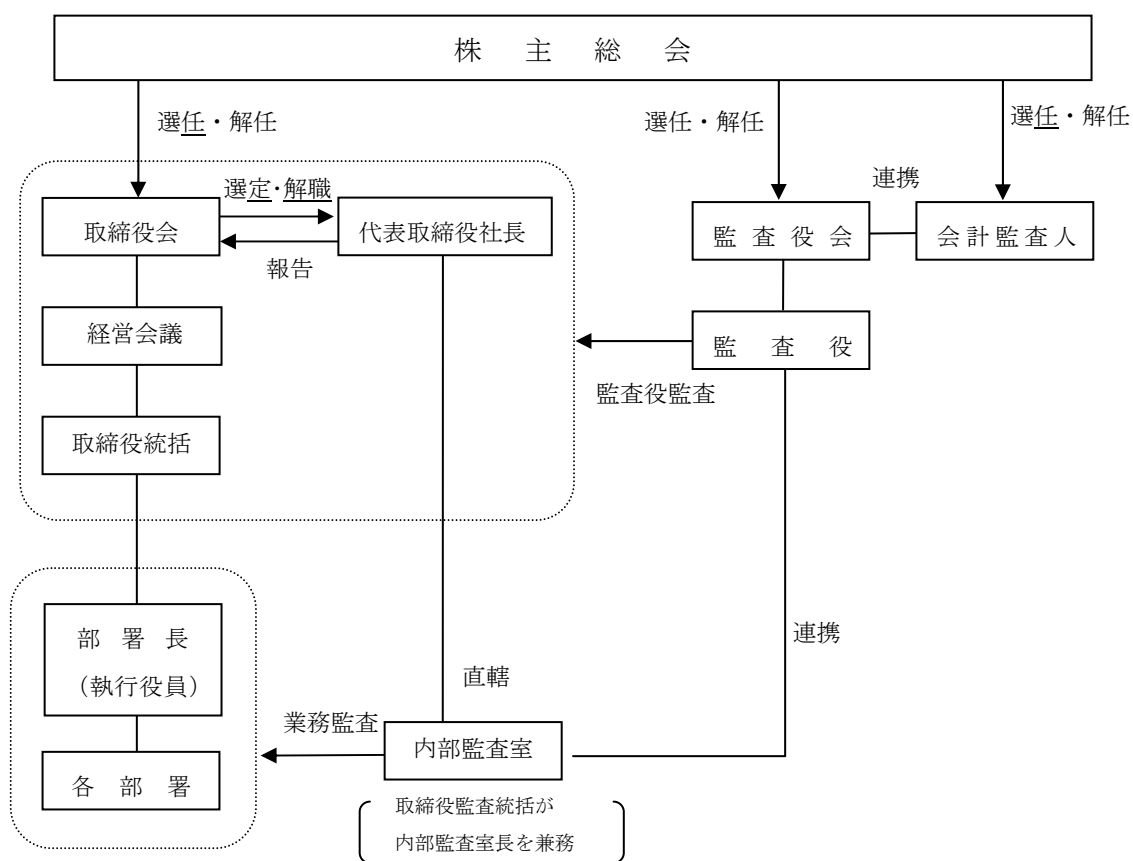 株主総会
選任・解任
選任・解任
選任・解任
選定・解職
連携
取締役会
代表取締役社長
監査役会
会計監査人
報告
経営会議
監査役
監査役監査
取締役統括
部署長
（執行役員）
連携
直轄
業務監査
内部監査室
各部署
取締役監査統括が
内部監査室長を兼務